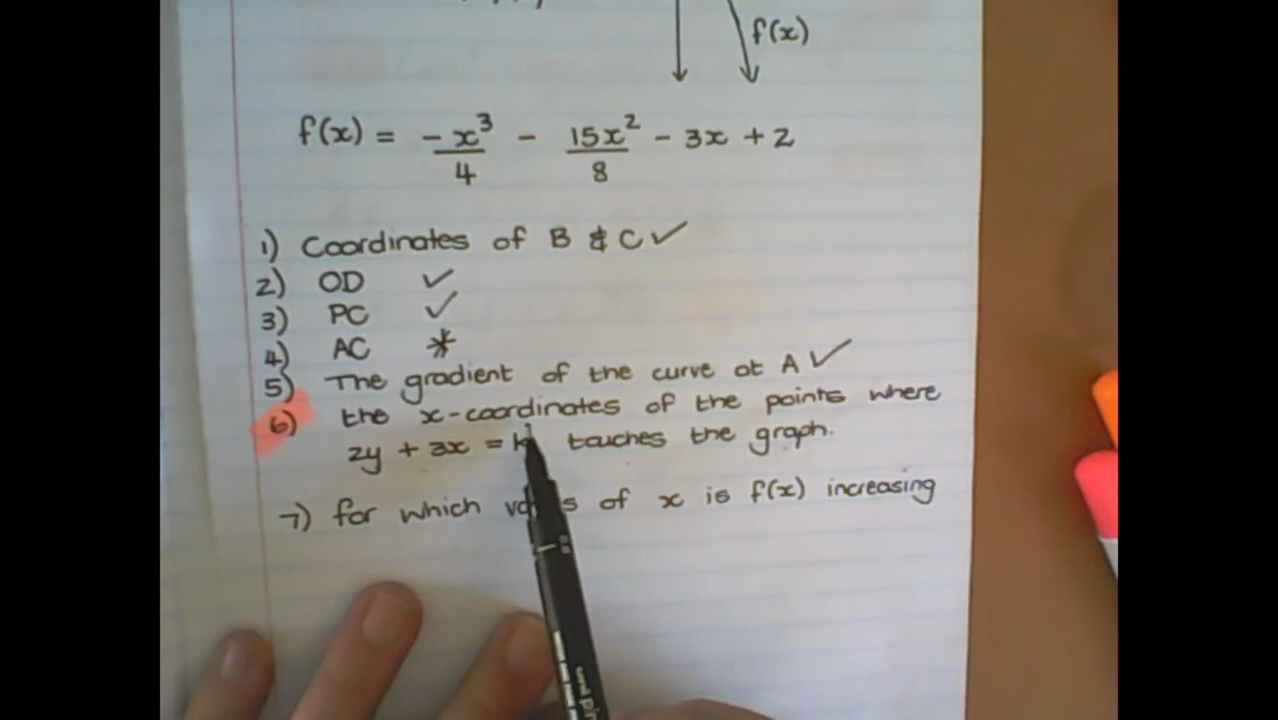 f(x)
f(x) = -x³/4 - 15x²/8 - 3x + 2
1) Coordinates of B & C ✓
2) OD ✓
3) PC ✓
4) AC *
5) The gradient of the curve at A ✓
6) the x-coordinates of the points where
2y + 3x = k touches the graph.
7) for which of x is f(x) increasing